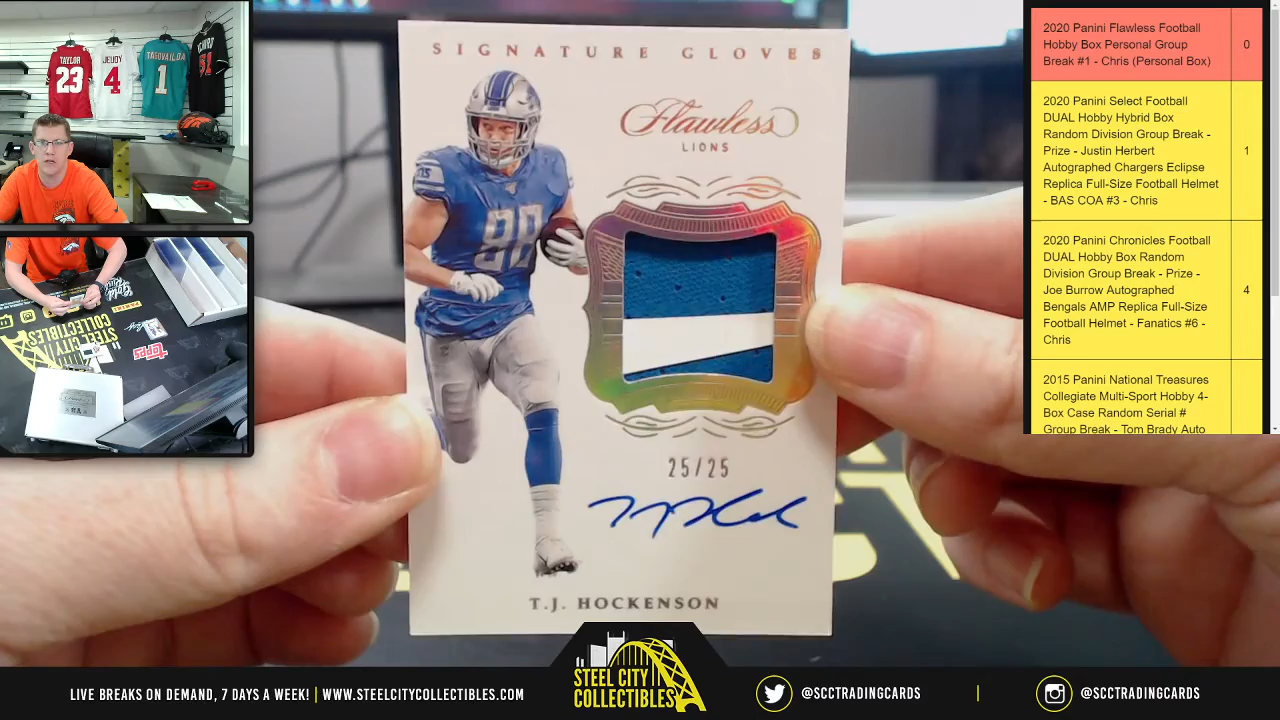 TAYLOR
23
JEUDY
4
TAGOVAILOA
1
SIGNATURE GLOVES
Flawless
LIONS
88
25/25
T.J. HOCKENSON
STEEL CITY
COLLECTIBLES
PANINI
Topps
2020 Panini Flawless Football
Hobby Box Personal Group
Break #1 - Chris (Personal Box)
0
2020 Panini Select Football
DUAL Hobby Hybrid Box
Random Division Group Break -
Prize - Justin Herbert
Autographed Chargers Eclipse
Replica Full-Size Football Helmet
- BAS COA #3 - Chris
1
2020 Panini Chronicles Football
DUAL Hobby Box Random
Division Group Break - Prize -
Joe Burrow Autographed
Bengals AMP Replica Full-Size
Football Helmet - Fanatics #6 -
Chris
4
2015 Panini National Treasures
Collegiate Multi-Sport Hobby 4-
Box Case Random Serial #
Group Break - Tom Brady Auto
LIVE BREAKS ON DEMAND, 7 DAYS A WEEK! | WWW.STEELCITYCOLLECTIBLES.COM
STEEL CITY
COLLECTIBLES
@SCCTRADINGCARDS
@SCCTRADINGCARDS